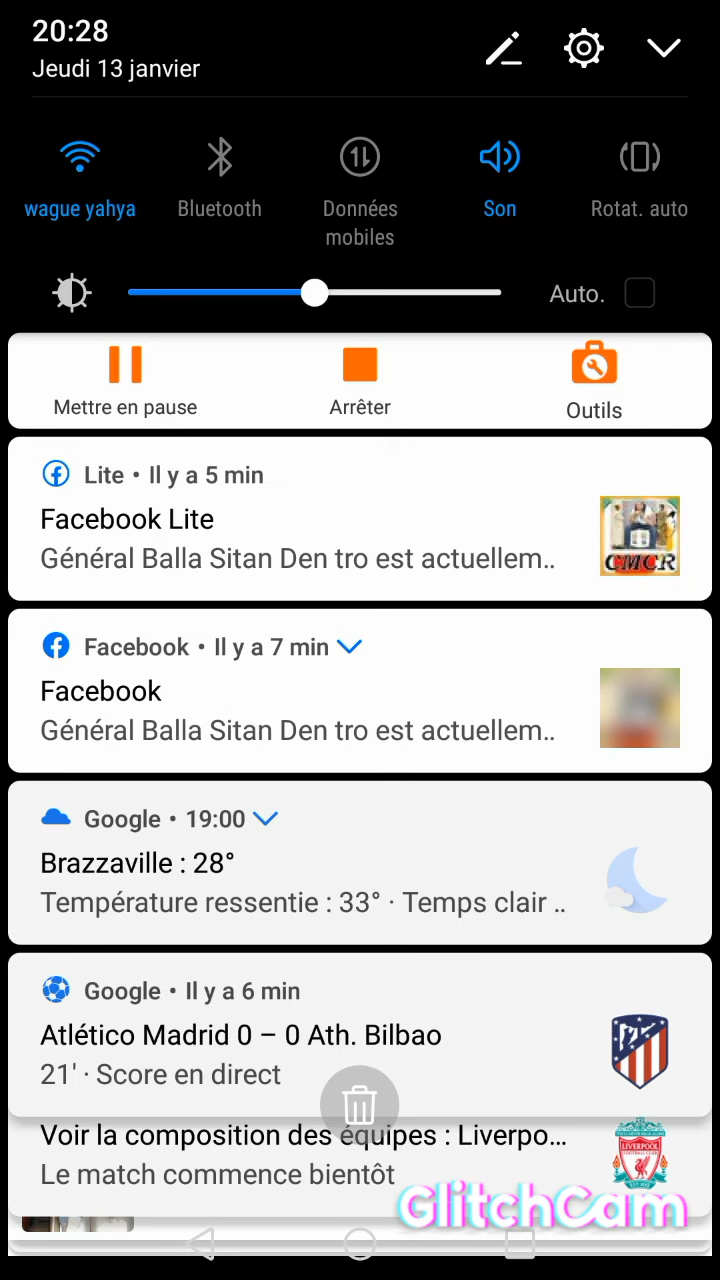 20:28
Jeudi 13 janvier
wague yahya
Bluetooth
Données mobiles
Son
Rotat. auto
Auto.
Mettre en pause
Arrêter
Outils
Lite • Il y a 5 min
Facebook Lite
Général Balla Sitan Den tro est actuellem..
CMCR
Facebook • Il y a 7 min
Facebook
Général Balla Sitan Den tro est actuellem..
Google • 19:00
Brazzaville : 28°
Température ressentie : 33° · Temps clair ..
Google • Il y a 6 min
Atlético Madrid 0 – 0 Ath. Bilbao
21' · Score en direct
Voir la composition des équipes : Liverpo...
LIVERPOOL
Le match commence bientôt
GlitchCam